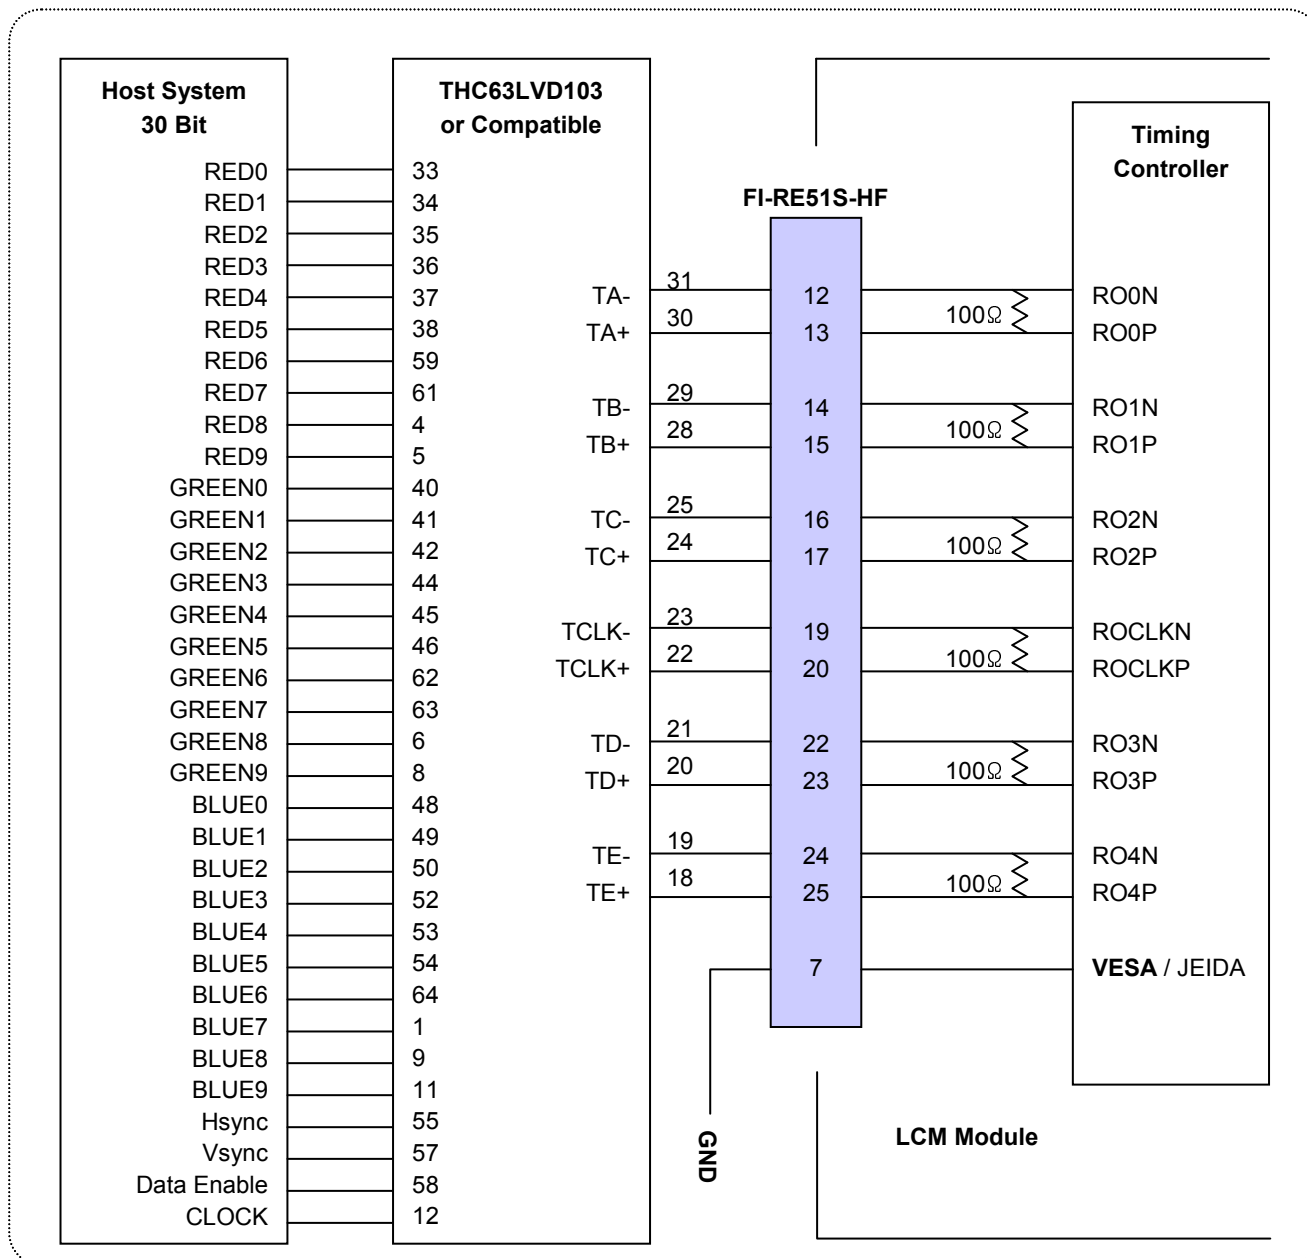 Host System
30 Bit
THC63LVD103
or Compatible
Timing
Controller
FI-RE51S-HF
RED0 33
RED1 34
RED2 35
RED3 36
RED4 37
RED5 38
RED6 59
RED7 61
RED8 4
RED9 5
GREEN0 40
GREEN1 41
GREEN2 42
GREEN3 44
GREEN4 45
GREEN5 46
GREEN6 62
GREEN7 63
GREEN8 6
GREEN9 8
BLUE0 48
BLUE1 49
BLUE2 50
BLUE3 52
BLUE4 53
BLUE5 54
BLUE6 64
BLUE7 1
BLUE8 9
BLUE9 11
Hsync 55
Vsync 57
Data Enable 58
CLOCK 12
TA- 31 12 RO0N
100Ω
TA+ 30 13 RO0P
TB- 29 14 RO1N
100Ω
TB+ 28 15 RO1P
TC- 25 16 RO2N
100Ω
TC+ 24 17 RO2P
TCLK- 23 19 ROCLKN
100Ω
TCLK+ 22 20 ROCLKP
TD- 21 22 RO3N
100Ω
TD+ 20 23 RO3P
TE- 19 24 RO4N
100Ω
TE+ 18 25 RO4P
7 VESA / JEIDA
GND
LCM Module